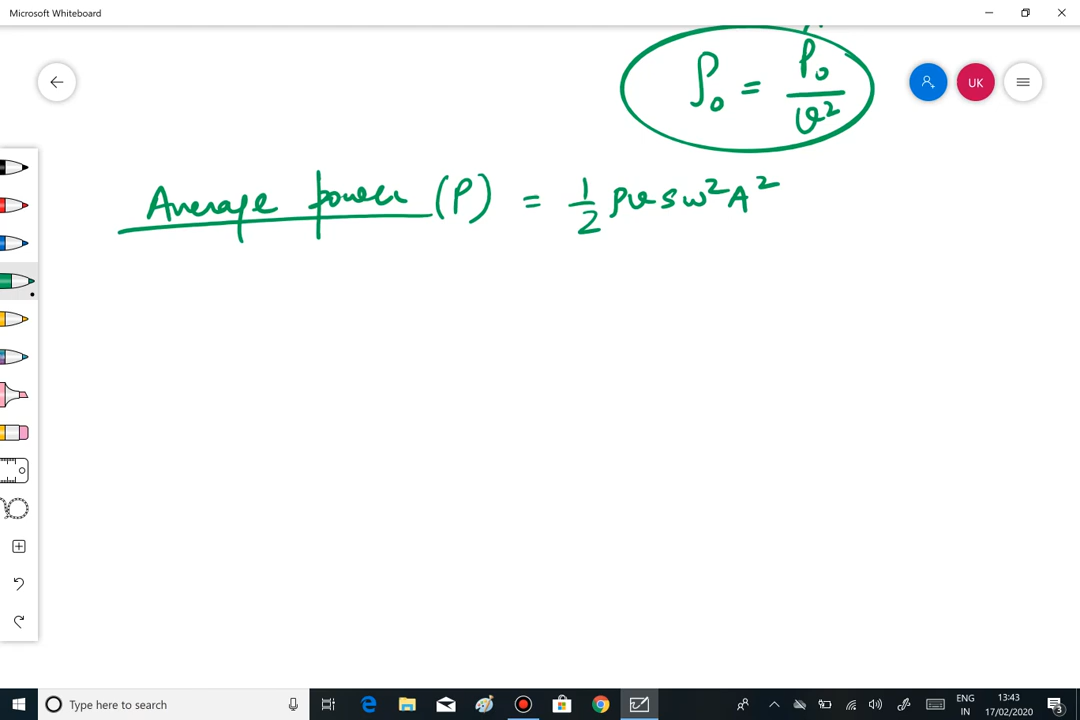 Microsoft Whiteboard
ρ₀ = P₀/v²
UK
Average power (P) = 1/2 ρvsω²A²
Type here to search
ENG
IN
13:43
17/02/2020
3